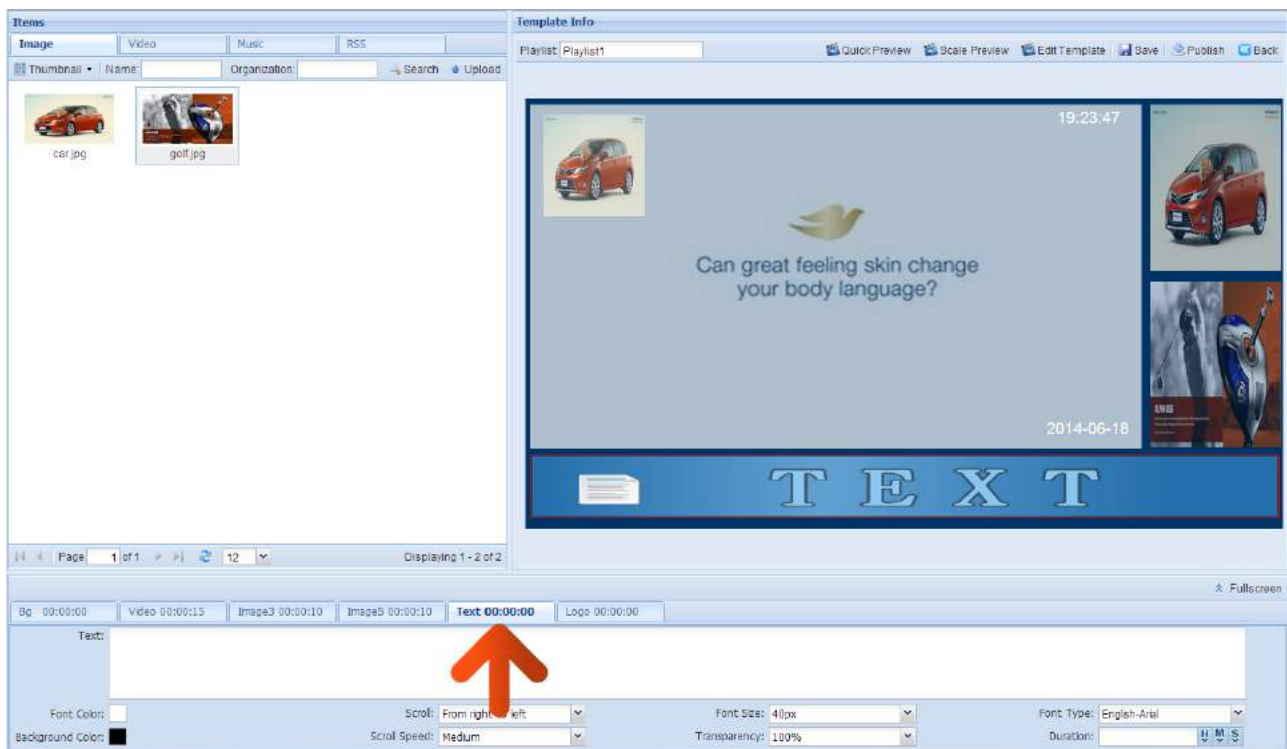 Items
Image Video Music RSS
Thumbnail Name: Organization: Search Upload
car.jpg golf.jpg
Page 1 of 1 12 Displaying 1 - 2 of 2
Template Info
Playlist: Playlist1 Quick Preview Scale Preview Edit Template Save Publish Back
19:23:47
Can great feeling skin change
your body language?
2014-06-18
TEXT
Fullscreen
Bg 00:00:00 Video 00:00:15 Image3 00:00:10 Image5 00:00:10 Text 00:00:00 Logo 00:00:00
Text:
Font Color: Scroll: From right left Font Size: 40px Font Type: English-Arial
Background Color: Scroll Speed: Medium Transparency: 100% Duration: H M S